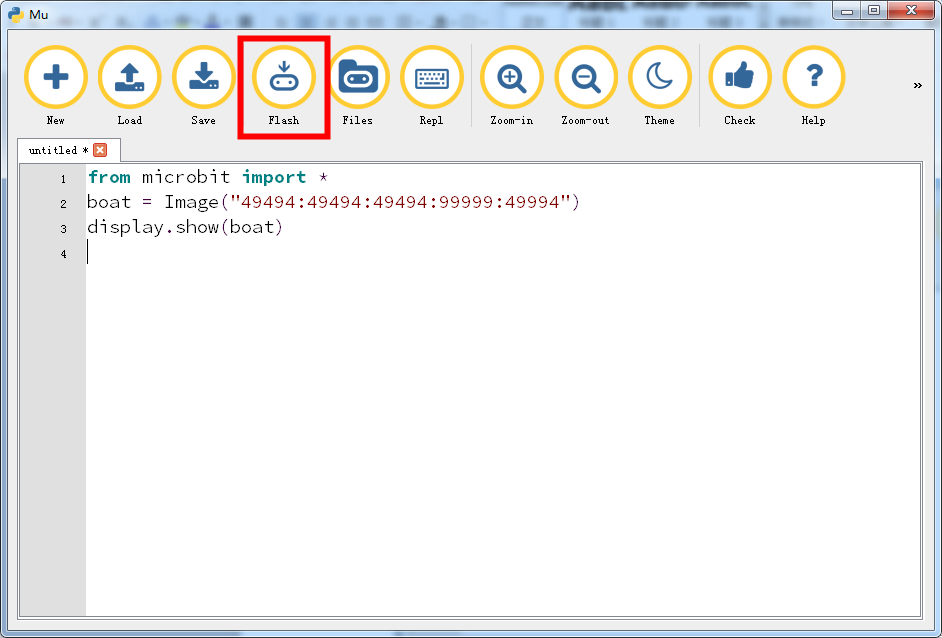 Mu
New Load Save Flash Files Repl Zoom-in Zoom-out Theme Check Help
untitled *
1 from microbit import *
2 boat = Image("49494:49494:49494:99999:49994")
3 display.show(boat)
4